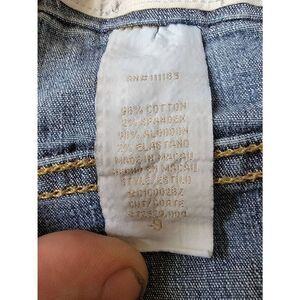 RN#111185
98% COTTON
2% SPANDEX
98% ALGODON
2% ELASTANO
MADE IN MACAU
HECHO EN MACAU
STYLE/ESTILO
CUT/CORTE